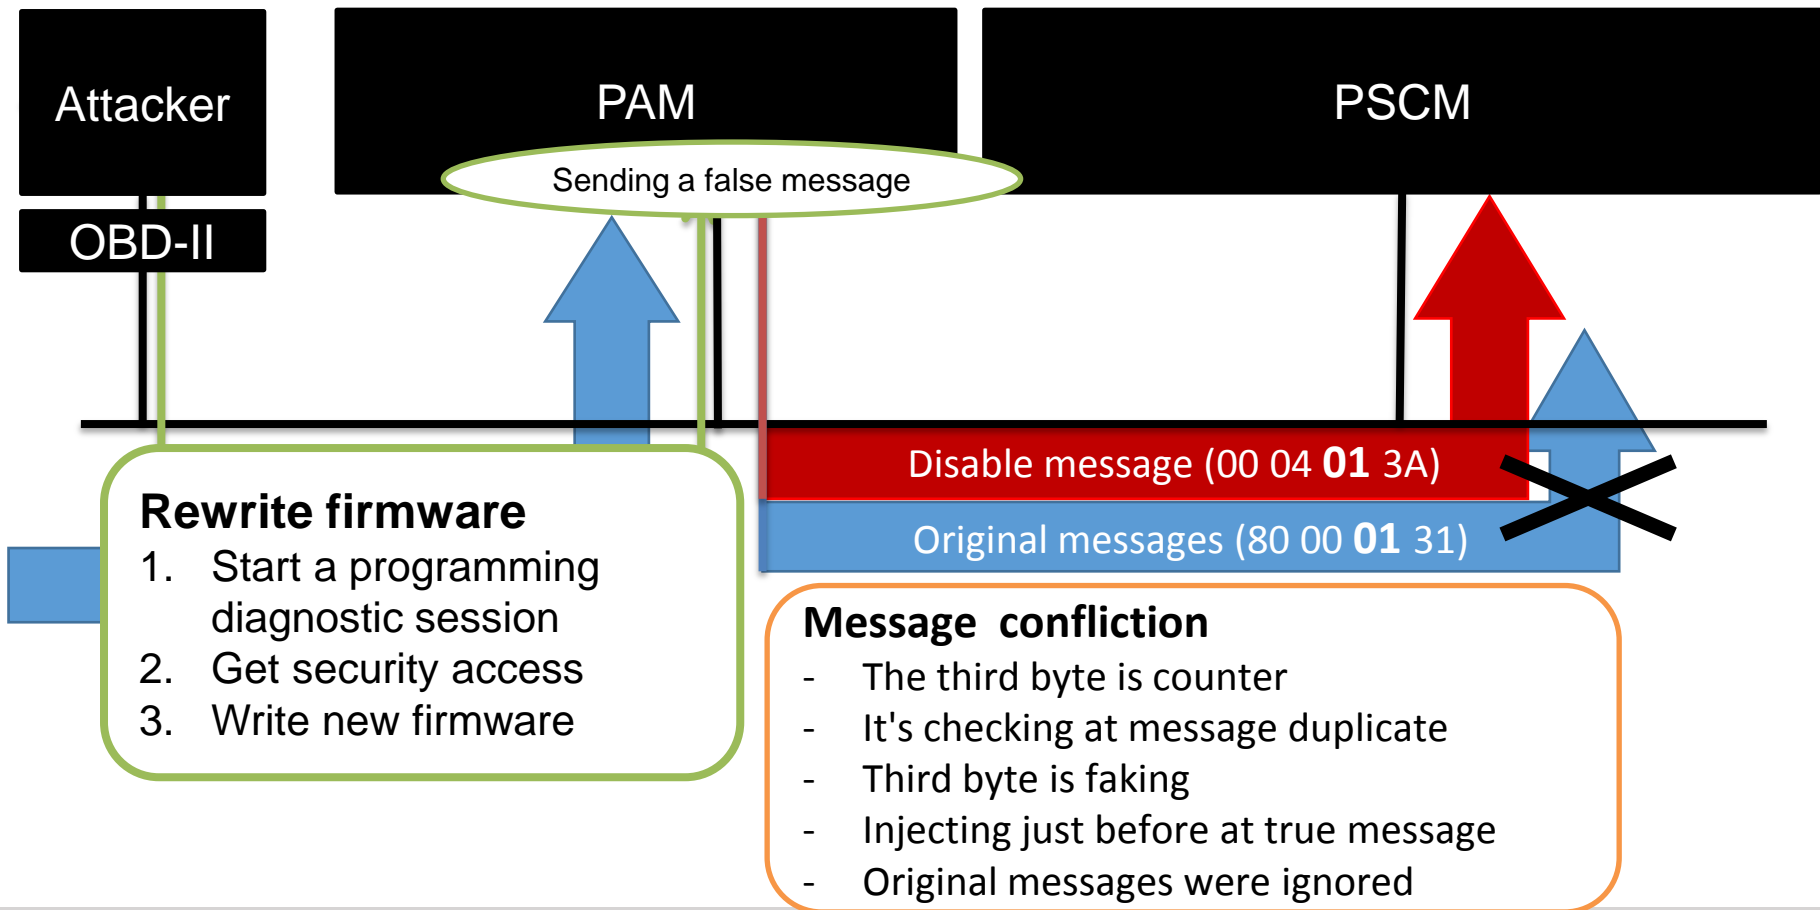 Attacker
PAM
PSCM
Sending a false message
OBD-II
Disable message (00 04 01 3A)
Original messages (80 00 01 31)
Rewrite firmware
1. Start a programming
diagnostic session
2. Get security access
3. Write new firmware
Message confliction
- The third byte is counter
- It's checking at message duplicate
- Third byte is faking
- Injecting just before at true message
- Original messages were ignored